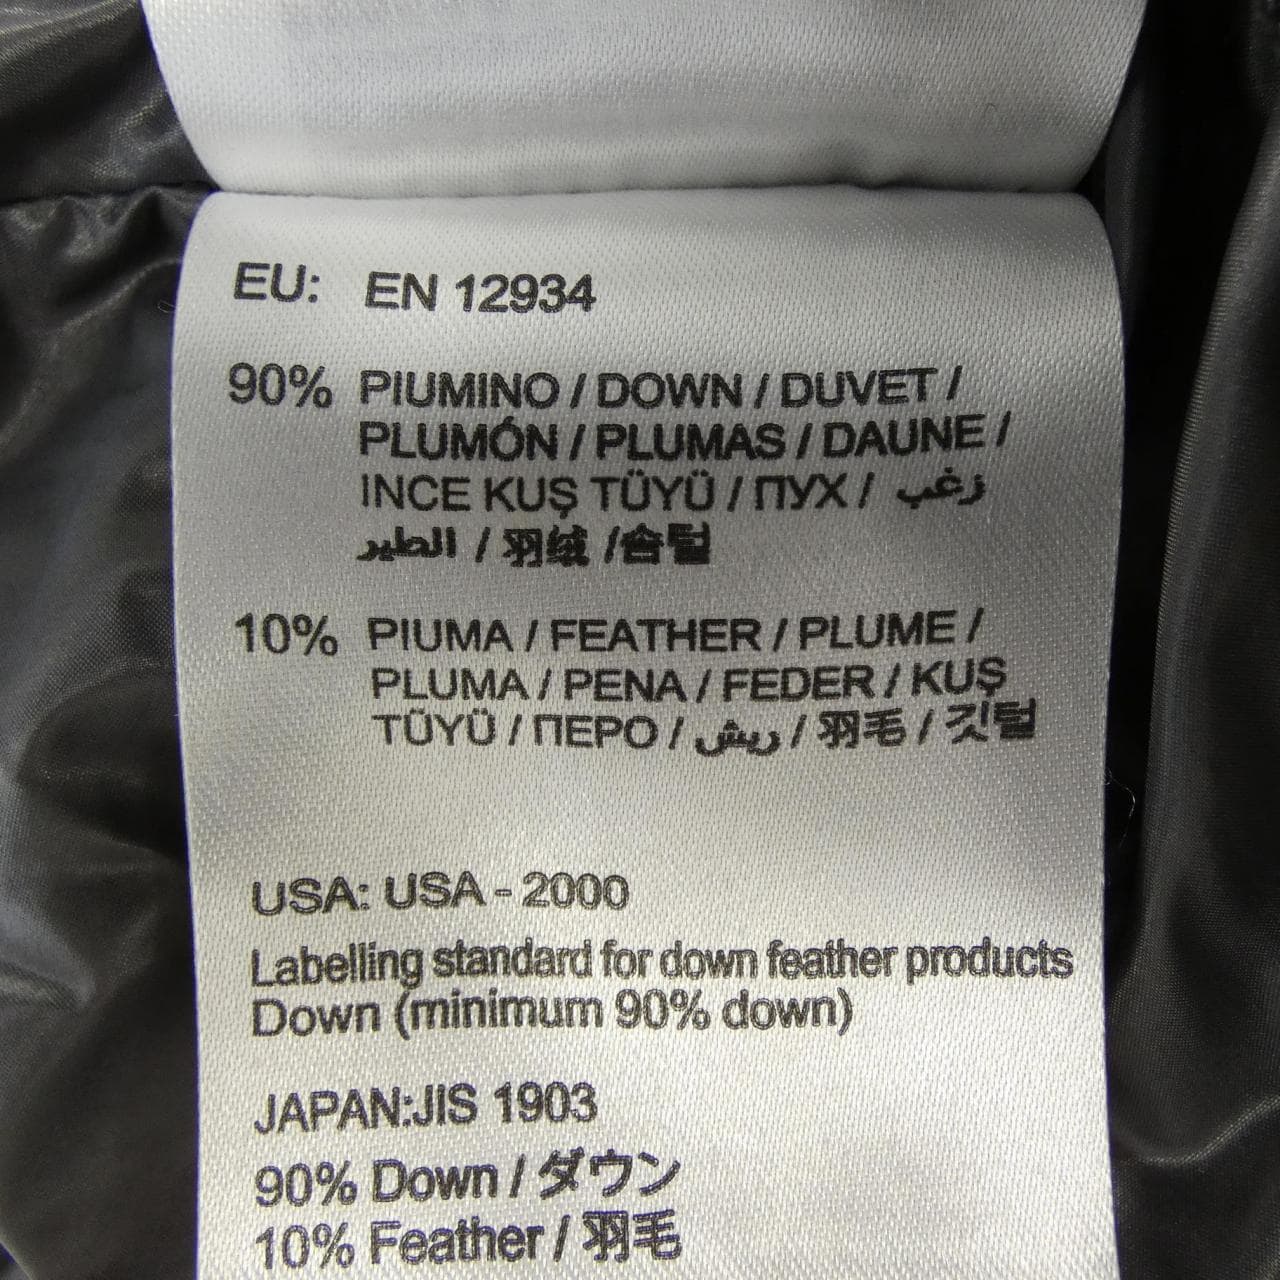 EU: EN 12934
90% PIUMINO / DOWN / DUVET /
PLUMÓN / PLUMAS / DAUNE /
INCE KUŞ TÜYÜ / ПУХ / زغب
الطير / 羽绒 /솜털
10% PIUMA / FEATHER / PLUME /
PLUMA / PENA / FEDER / KUŞ
TÜYÜ / ПЕРО / ريش / 羽毛 / 깃털
USA: USA - 2000
Labelling standard for down feather products
Down (minimum 90% down)
JAPAN:JIS 1903
90% Down / ダウン
10% Feather / 羽毛